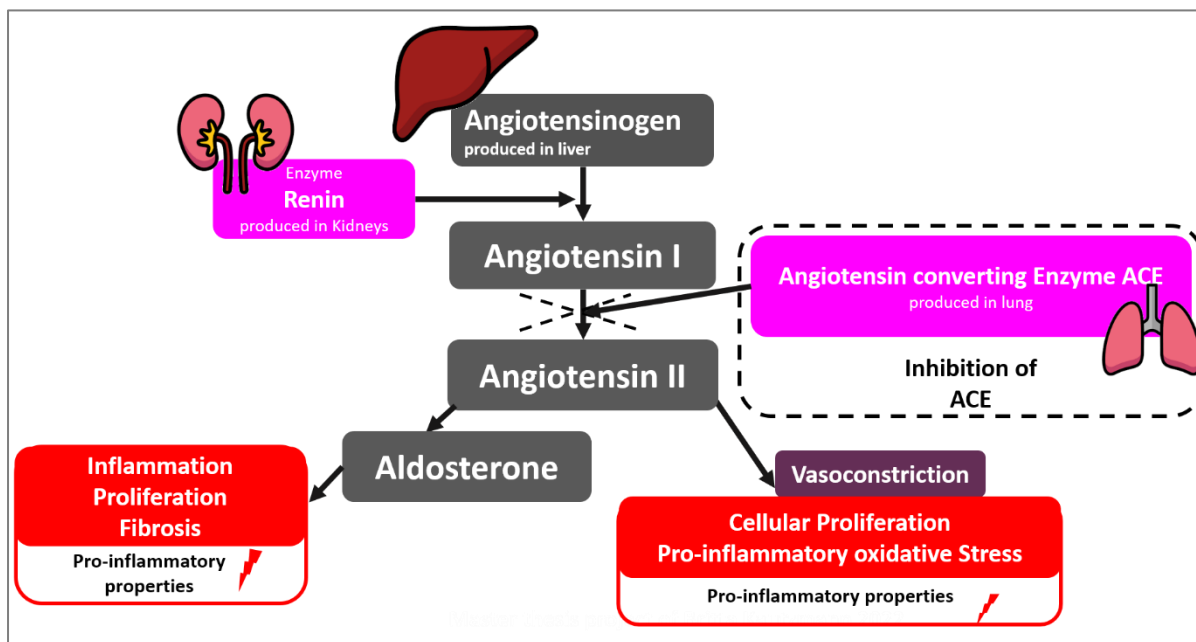 Angiotensinogen
produced in liver
Enzyme
Renin
produced in Kidneys
Angiotensin I
Angiotensin converting Enzyme ACE
produced in lung
Inhibition of
ACE
Angiotensin II
Aldosterone
Inflammation
Proliferation
Fibrosis
Pro-inflammatory
properties
Vasoconstriction
Cellular Proliferation
Pro-inflammatory oxidative Stress
Pro-inflammatory properties